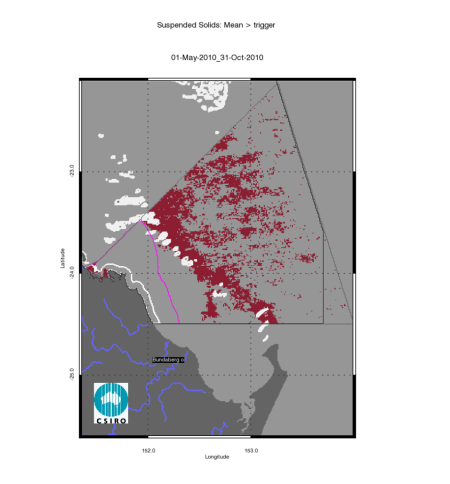 Suspended Solids: Mean > trigger
01-May-2010_31-Oct-2010
-23.0
-24.0
Latitude
Bundaberg o
-25.0
CSIRO
152.0 153.0
Longitude